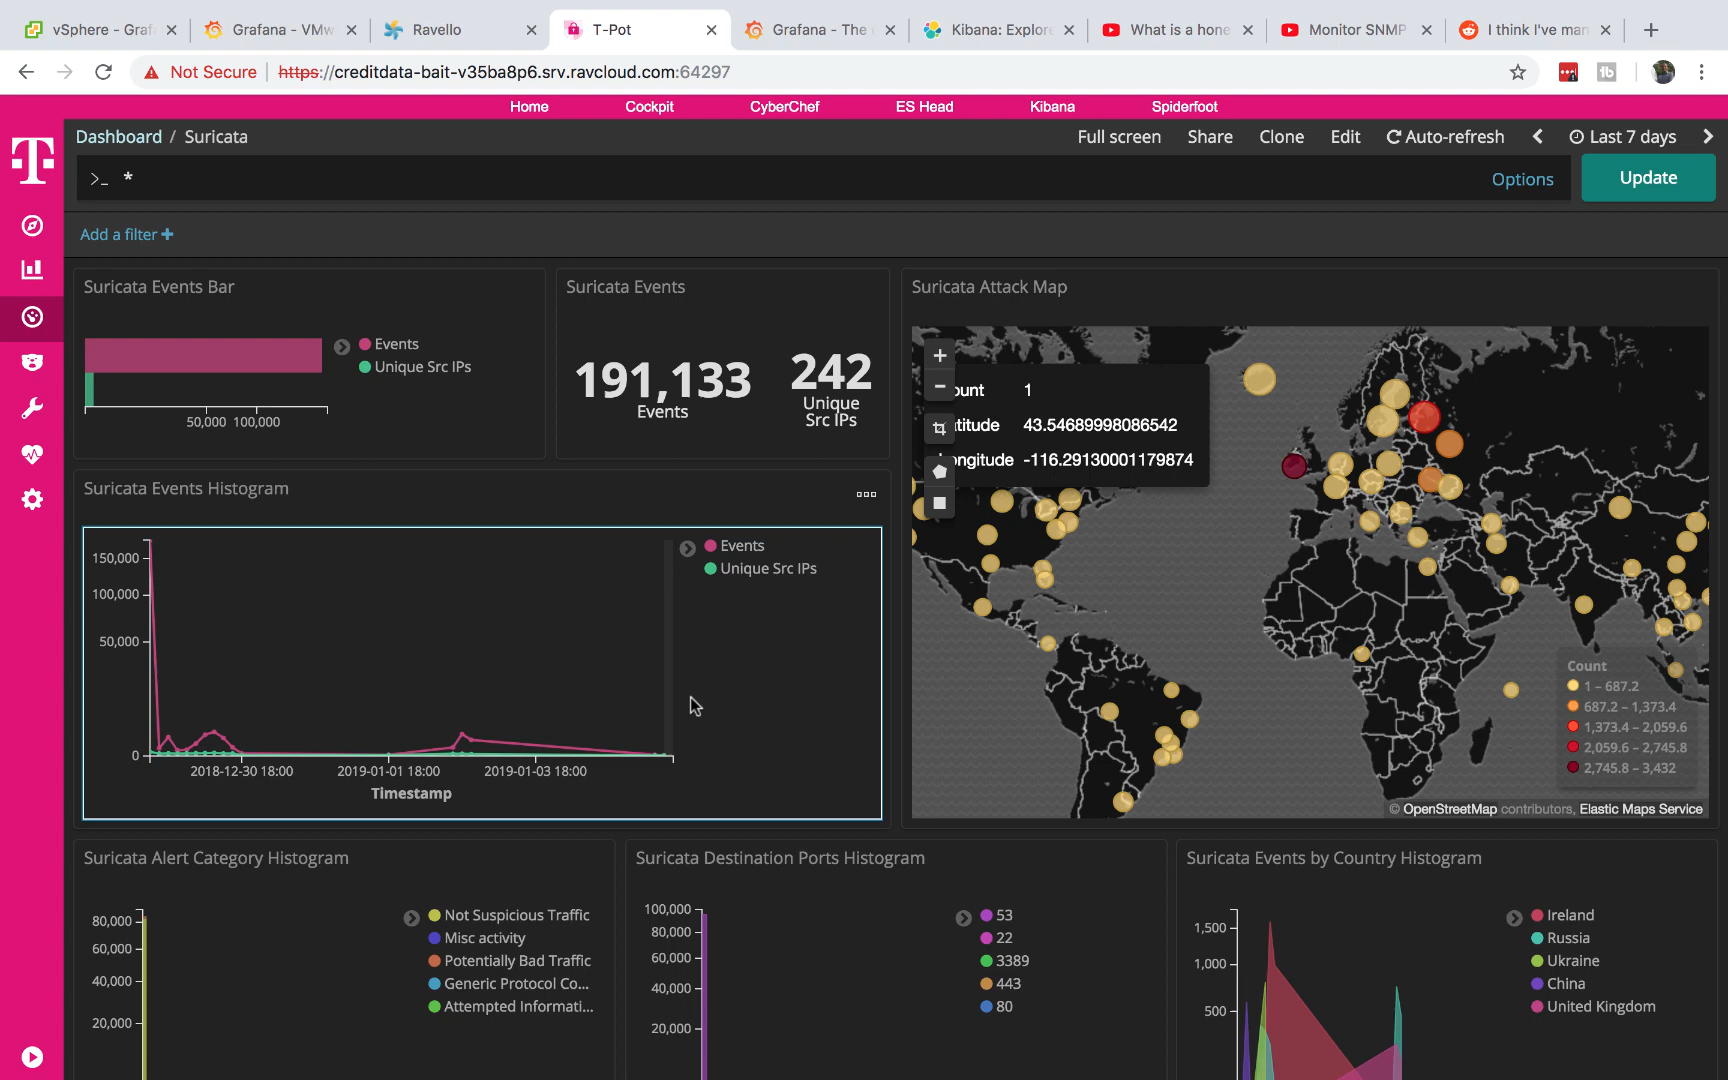 vSphere - Graf
Grafana - VMw
Ravello
T-Pot
Grafana - The
Kibana: Explore
What is a hone
Monitor SNMP
I think I've man
Not Secure
https://creditdata-bait-v35ba8p6.srv.ravcloud.com:64297
Home
Cockpit
CyberChef
ES Head
Kibana
Spiderfoot
Dashboard / Suricata
Full screen
Share
Clone
Edit
Auto-refresh
Last 7 days
>_ *
Options
Update
Add a filter +
Suricata Events Bar
Events
Unique Src IPs
50,000 100,000
Suricata Events
191,133
Events
242
Unique
Src IPs
Suricata Attack Map
ount 1
atitude 43.54689998086542
ongitude -116.29130001179874
Count
1 – 687.2
687.2 – 1,373.4
1,373.4 – 2,059.6
2,059.6 – 2,745.8
2,745.8 – 3,432
© OpenStreetMap contributors, Elastic Maps Service
Suricata Events Histogram
150,000
100,000
50,000
0
2018-12-30 18:00
2019-01-01 18:00
2019-01-03 18:00
Timestamp
Events
Unique Src IPs
Suricata Alert Category Histogram
80,000
60,000
40,000
20,000
Not Suspicious Traffic
Misc activity
Potentially Bad Traffic
Generic Protocol Co...
Attempted Informati...
Suricata Destination Ports Histogram
100,000
80,000
60,000
40,000
20,000
53
22
3389
443
80
Suricata Events by Country Histogram
1,500
1,000
500
Ireland
Russia
Ukraine
China
United Kingdom